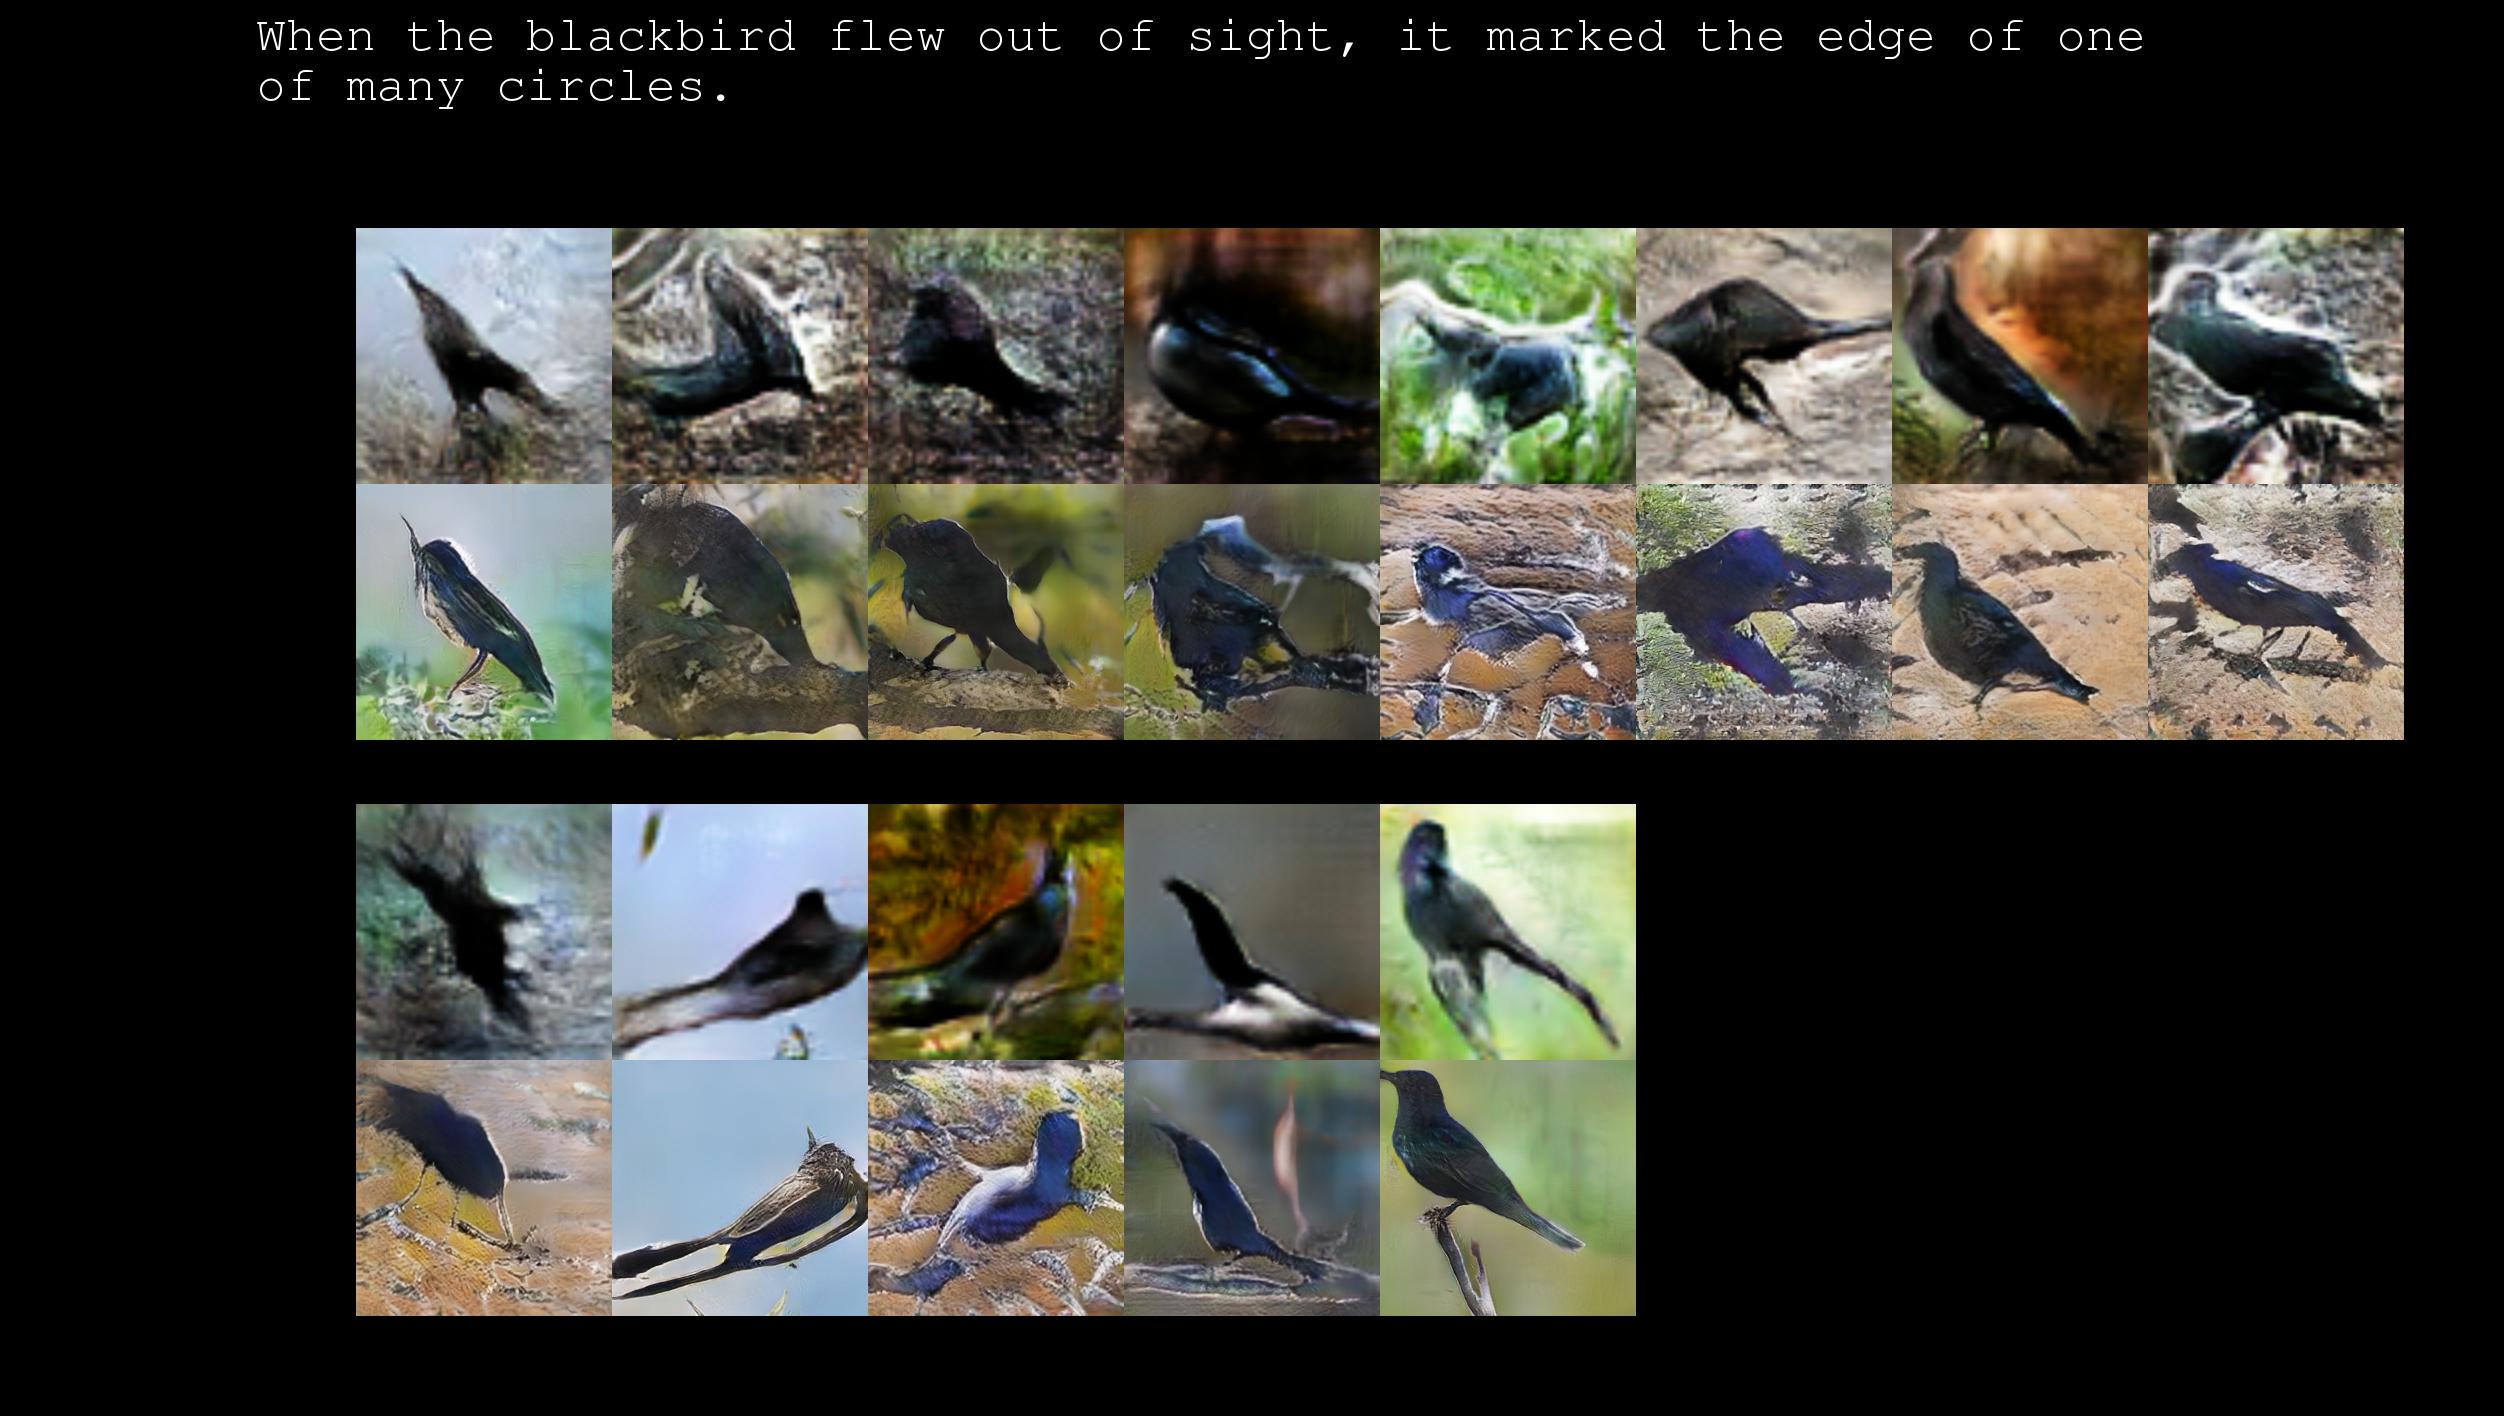 When the blackbird flew out of sight, it marked the edge of one
of many circles.